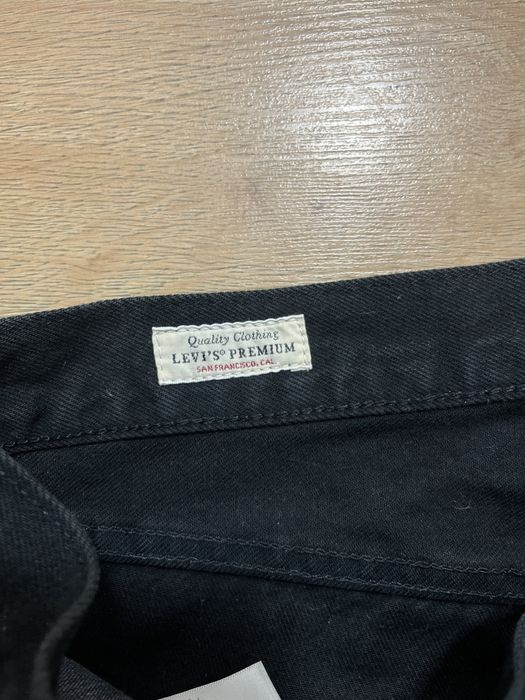 Quality Clothing
LEVI'S® PREMIUM
SAN FRANCISCO, CAL.